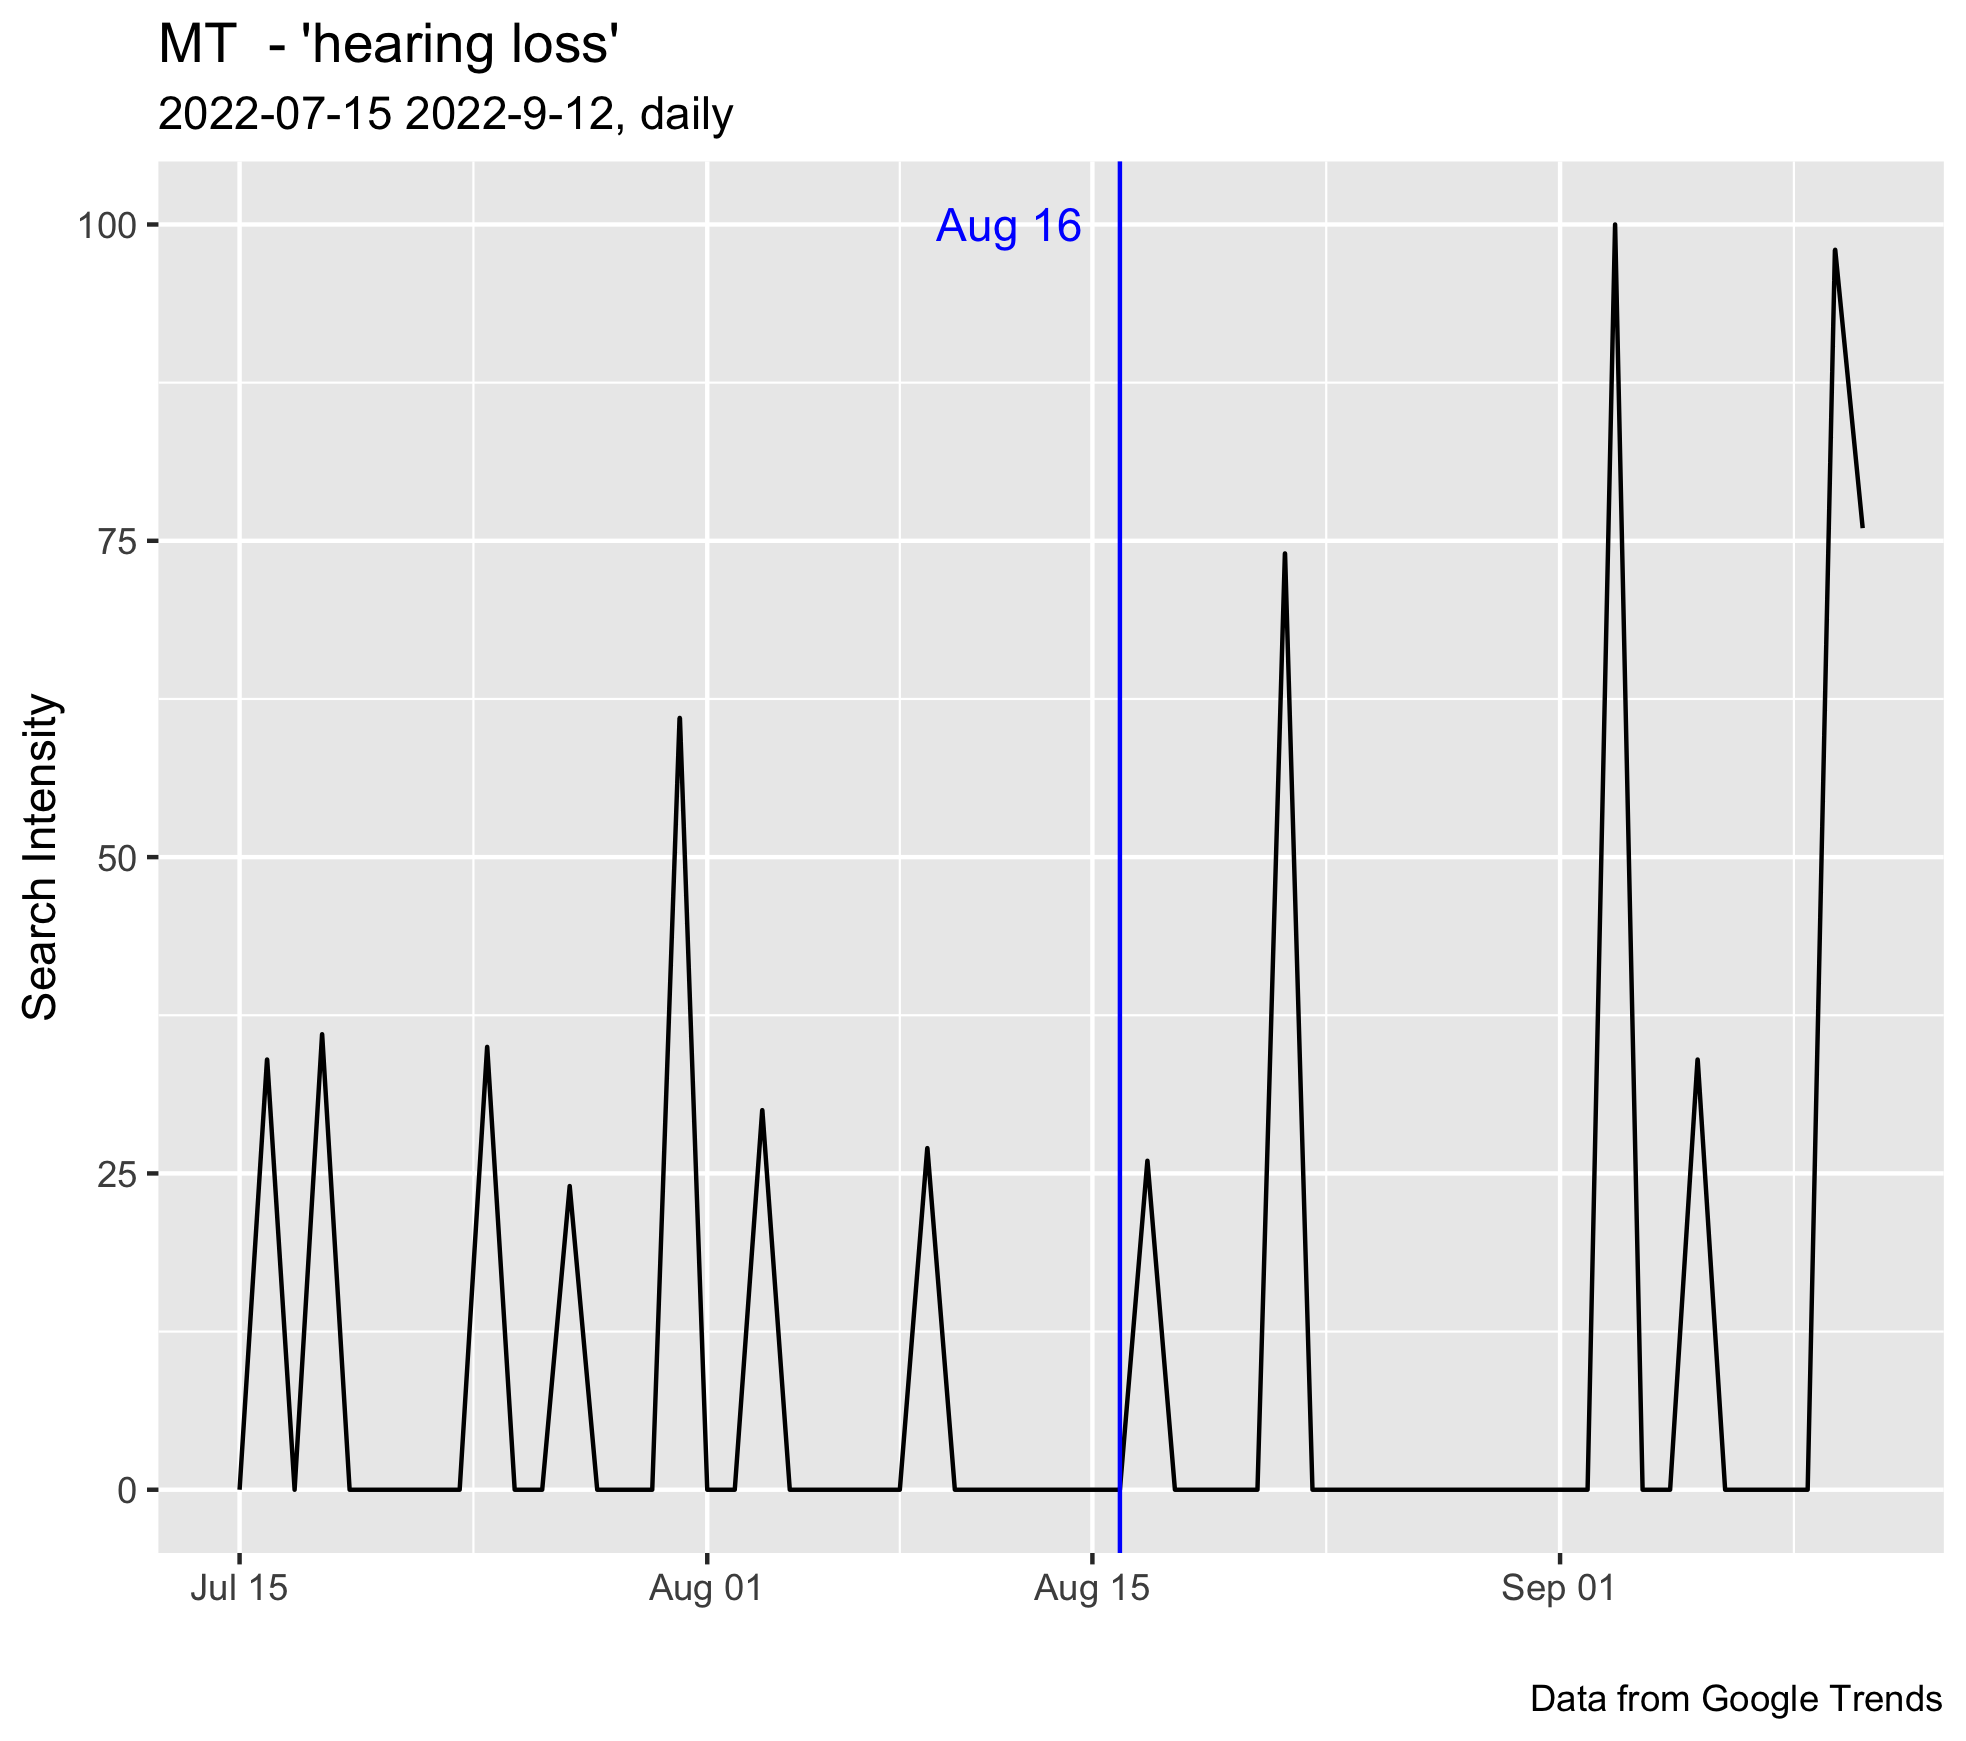 MT  - 'hearing loss'
2022-07-15 2022-9-12, daily
Aug 16
100
75
50
25
0
Search Intensity
Jul 15
Aug 01
Aug 15
Sep 01
Data from Google Trends